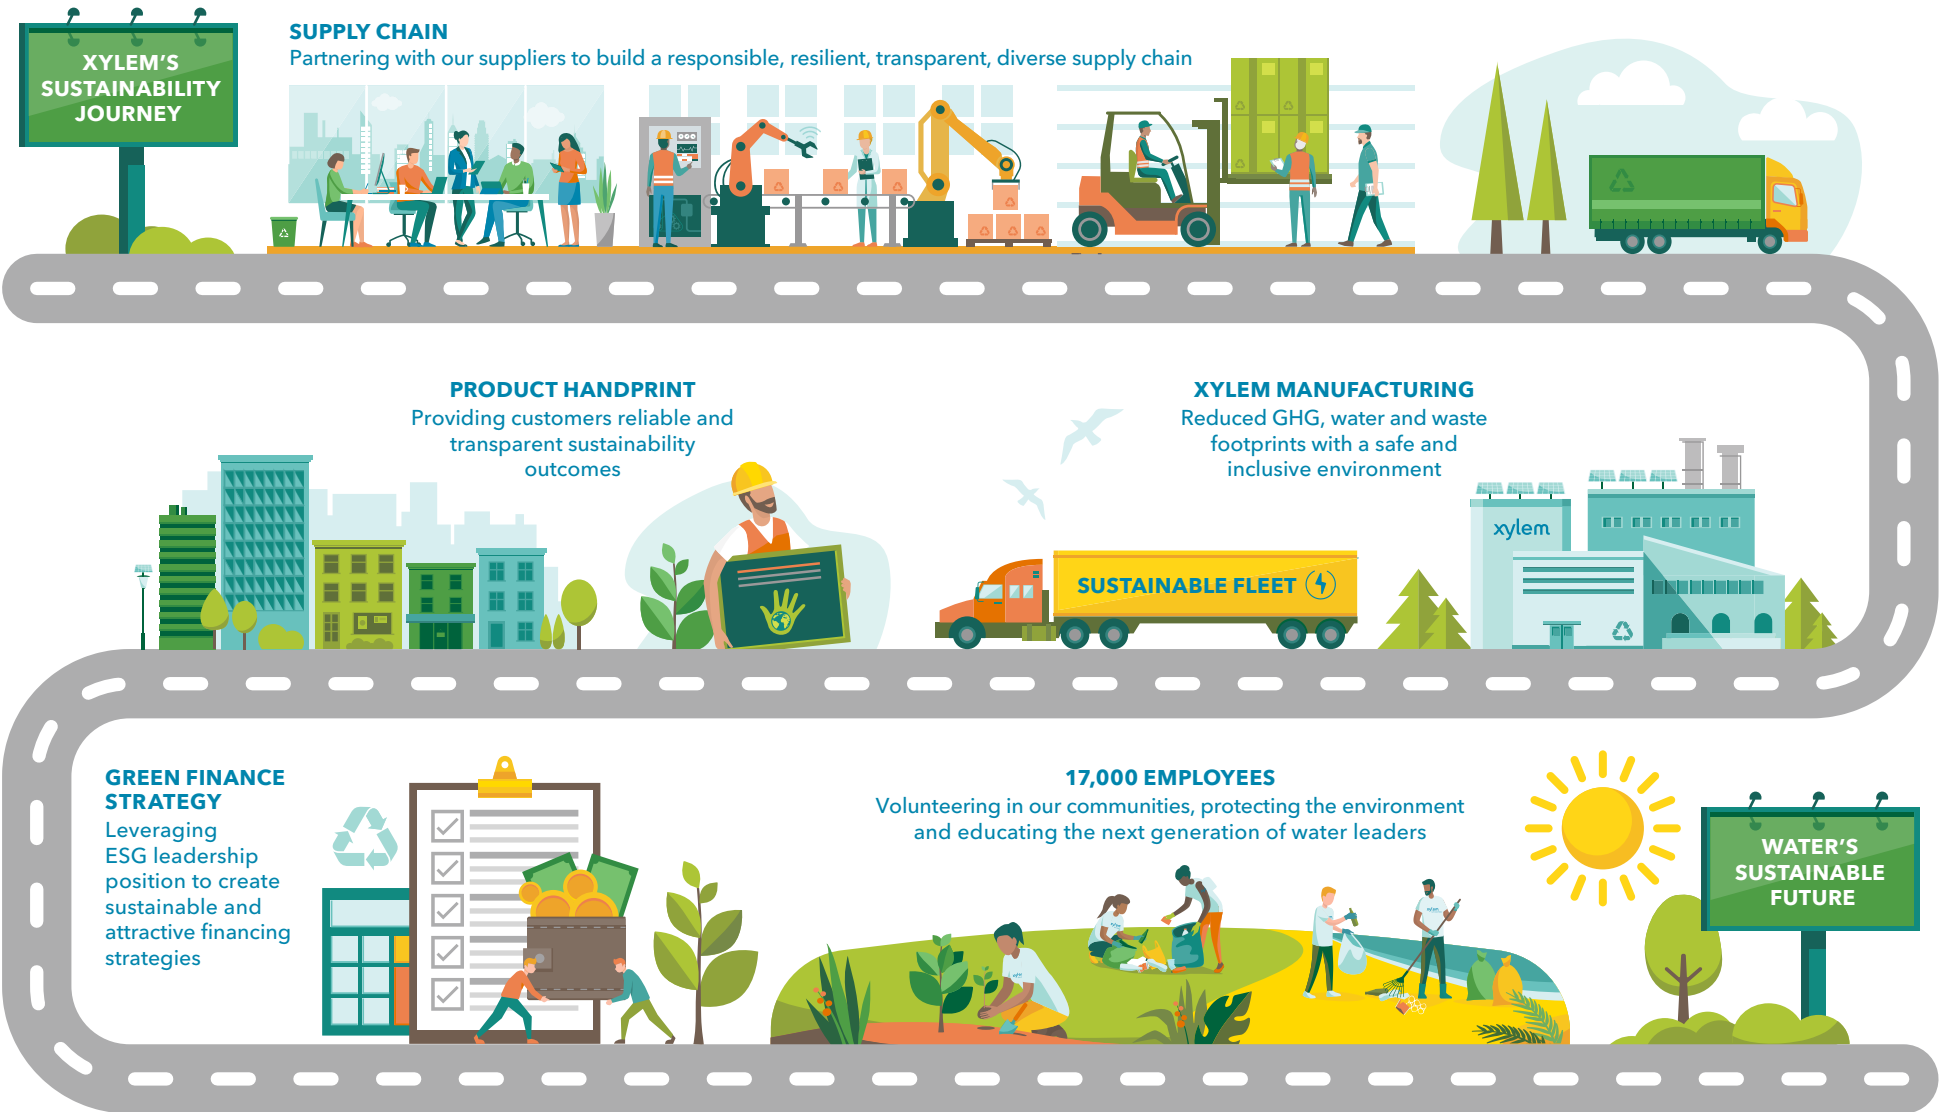 XYLEM'S
SUSTAINABILITY
JOURNEY
SUPPLY CHAIN
Partnering with our suppliers to build a responsible, resilient, transparent, diverse supply chain
PRODUCT HANDPRINT
Providing customers reliable and
transparent sustainability
outcomes
XYLEM MANUFACTURING
Reduced GHG, water and waste
footprints with a safe and
inclusive environment
xylem
SUSTAINABLE FLEET
GREEN FINANCE
STRATEGY
Leveraging
ESG leadership
position to create
sustainable and
attractive financing
strategies
17,000 EMPLOYEES
Volunteering in our communities, protecting the environment
and educating the next generation of water leaders
WATER'S
SUSTAINABLE
FUTURE